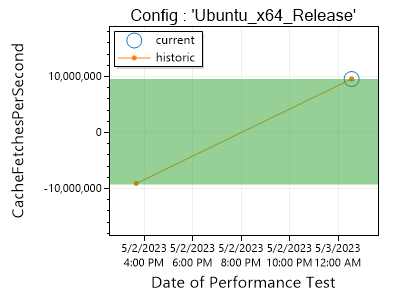 Config : 'Ubuntu_x64_Release'
current
historic
CacheFetchesPerSecond
10,000,000
0
-10,000,000
5/2/2023 5/2/2023 5/2/2023 5/2/2023 5/3/2023
4:00 PM 6:00 PM 8:00 PM 10:00 PM 12:00 AM
Date of Performance Test